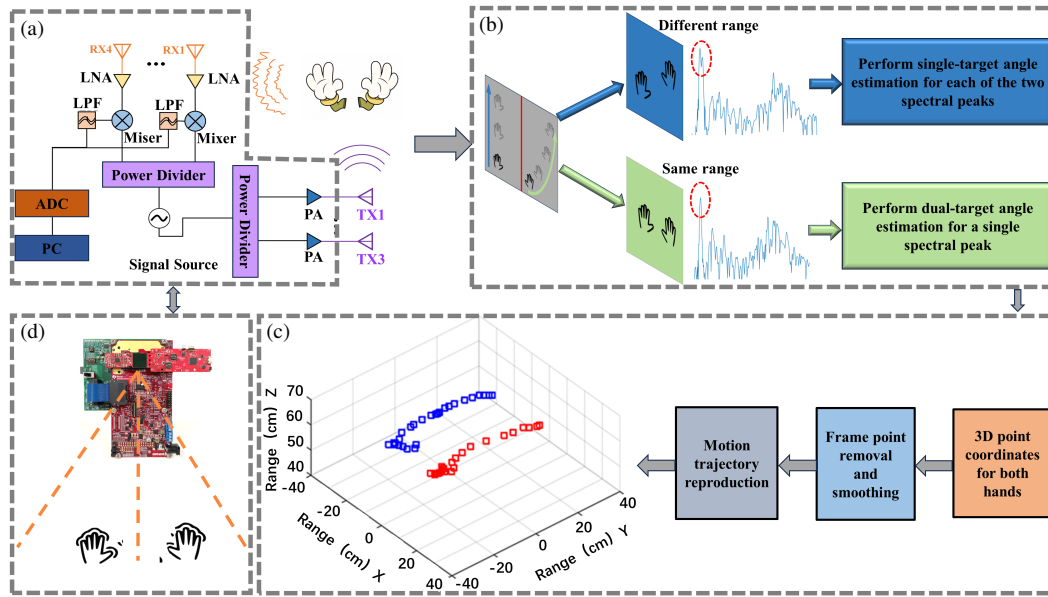 (a)
RX4
RX1
•••
LNA
LNA
LPF
LPF
Miser
Mixer
Power Divider
ADC
PC
Signal Source
Power Divider
PA
TX1
PA
TX3
(b)
Different range
Perform single-target angle
estimation for each of the two
spectral peaks
Same range
Perform dual-target angle
estimation for a single
spectral peak
(d)
(c)
Range (cm) Z
70
60
50
40
-40
-20
0
20
40
Range (cm) X
-40
-20
0
20
40
Range (cm) Y
Motion
trajectory
reproduction
Frame point
removal
and
smoothing
3D point
coordinates
for both
hands